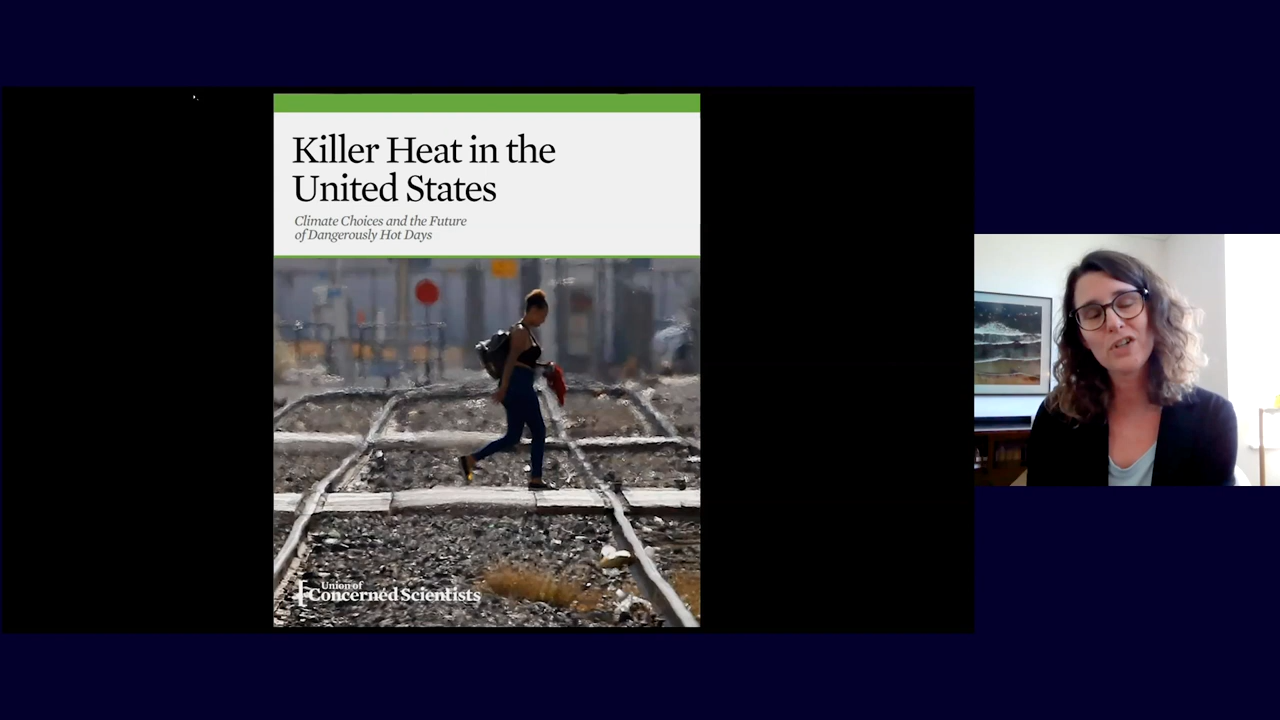 Killer Heat in the
United States
Climate Choices and the Future
of Dangerously Hot Days
Union of
Concerned Scientists